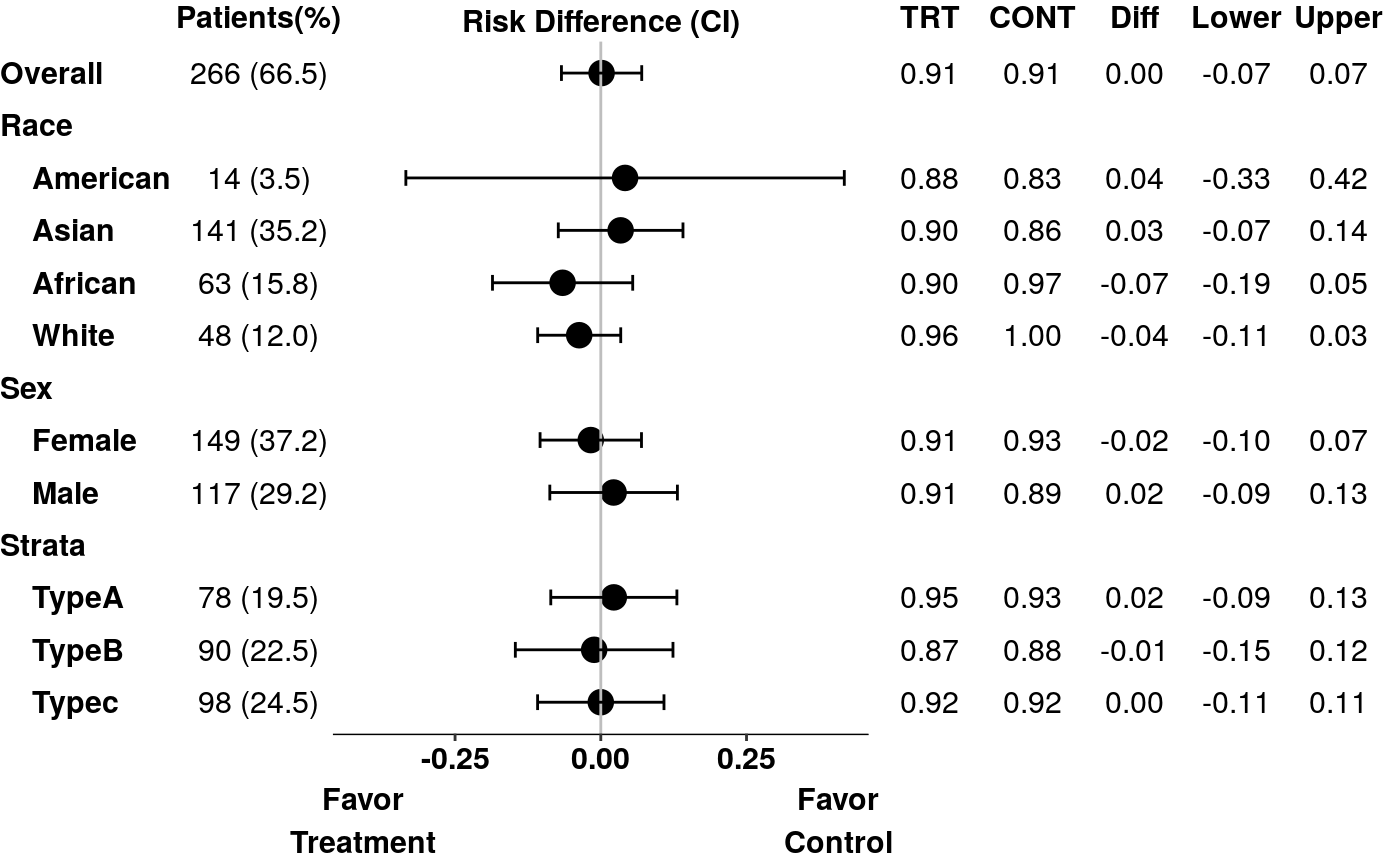 Patients(%) Risk Difference (CI) TRT CONT Diff Lower Upper
Overall 266 (66.5) 0.91 0.91 0.00 -0.07 0.07
Race
American 14 (3.5) 0.88 0.83 0.04 -0.33 0.42
Asian 141 (35.2) 0.90 0.86 0.03 -0.07 0.14
African 63 (15.8) 0.90 0.97 -0.07 -0.19 0.05
White 48 (12.0) 0.96 1.00 -0.04 -0.11 0.03
Sex
Female 149 (37.2) 0.91 0.93 -0.02 -0.10 0.07
Male 117 (29.2) 0.91 0.89 0.02 -0.09 0.13
Strata
TypeA 78 (19.5) 0.95 0.93 0.02 -0.09 0.13
TypeB 90 (22.5) 0.87 0.88 -0.01 -0.15 0.12
Typec 98 (24.5) 0.92 0.92 0.00 -0.11 0.11
-0.25 0.00 0.25
Favor Favor
Treatment Control